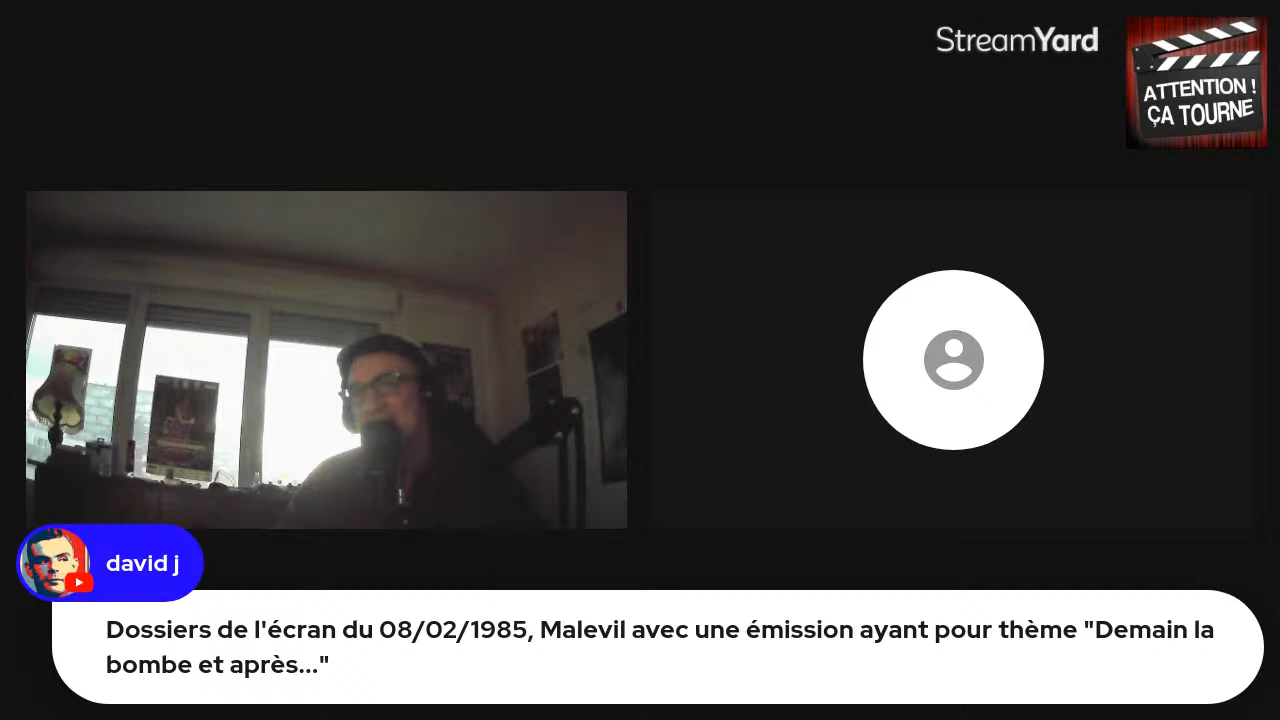 StreamYard
ATTENTION !
ÇA TOURNE
david j
Dossiers de l'écran du 08/02/1985, Malevil avec une émission ayant pour thème "Demain la
bombe et après..."